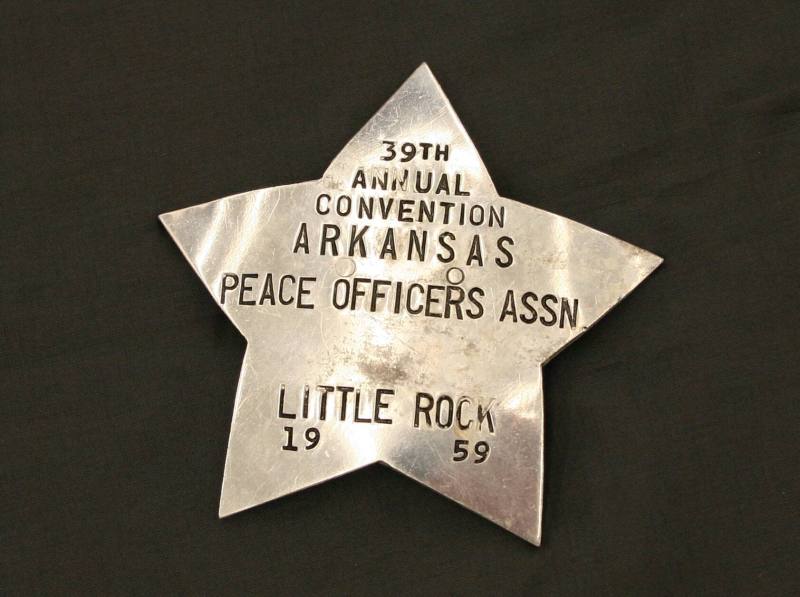 39TH
ANNUAL
CONVENTION
ARKANSAS
PEACE OFFICERS ASSN.
LITTLE ROCK
19 59